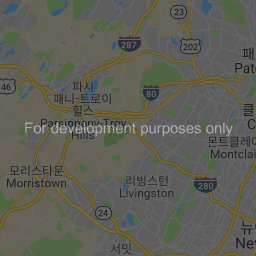 287
23
202
패
Pate
46
파시
패니-트로이
힐스
Parsippany-Troy
Hills
80
클
C
For development purposes only
몬트클레
Montclai
모리스타운
Morristown
리빙스턴
Livingston
280
24
서밋
뉴
New